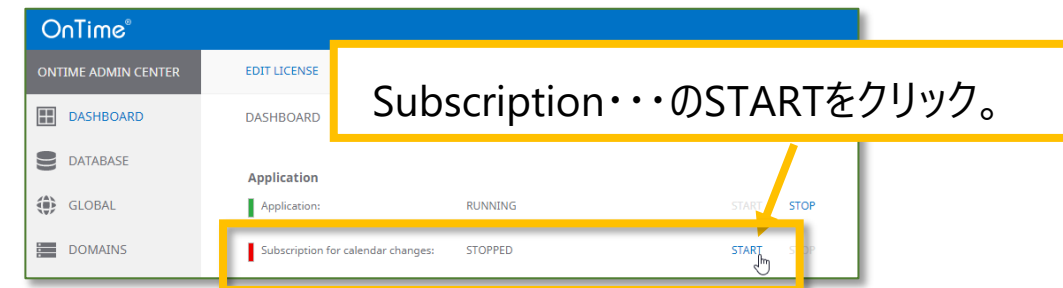 OnTime®
ONTIME ADMIN CENTER
EDIT LICENSE
Subscription・・・のSTARTをクリック。
DASHBOARD
DASHBOARD
DATABASE
Application
GLOBAL
Application: RUNNING START STOP
DOMAINS
Subscription for calendar changes: STOPPED START STOP